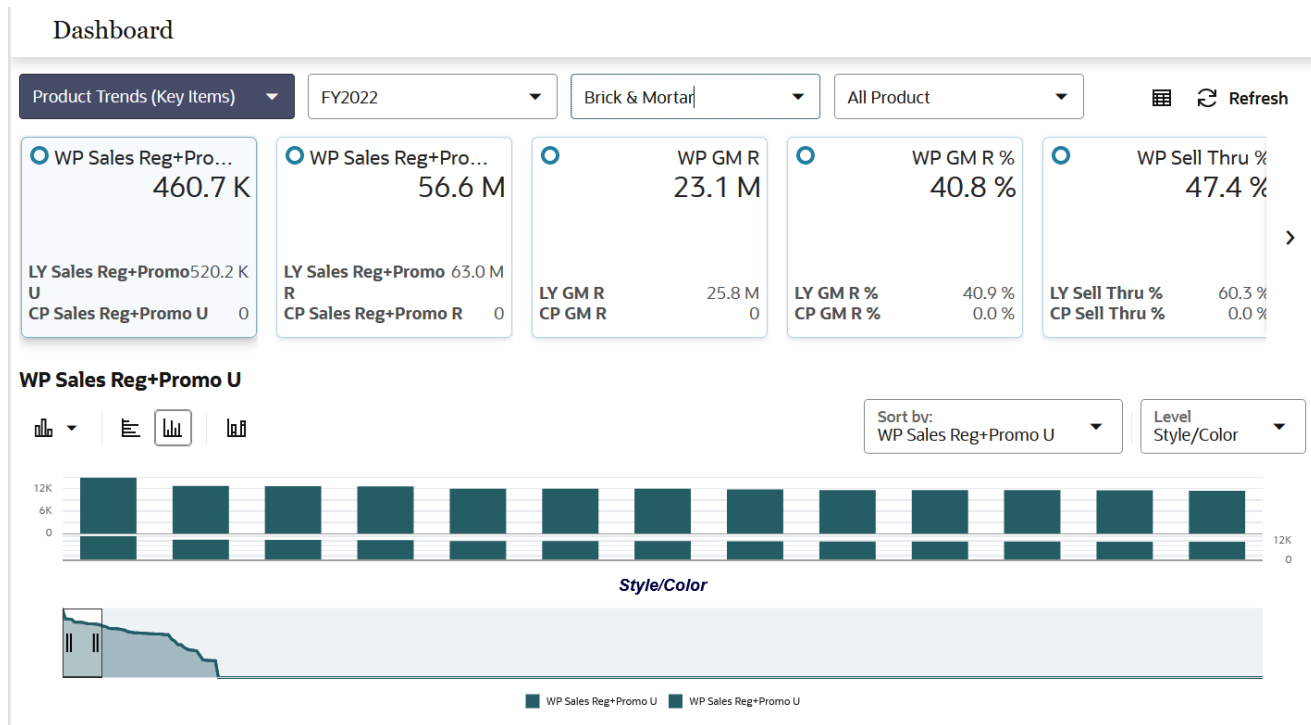 Dashboard
Product Trends (Key Items) FY2022 Brick & Mortar All Product Refresh
WP Sales Reg+Pro... WP Sales Reg+Pro... WP GM R WP GM R % WP Sell Thru %
460.7 K 56.6 M 23.1 M 40.8 % 47.4 %
LY Sales Reg+Promo 520.2 K LY Sales Reg+Promo 63.0 M
U R LY GM R 25.8 M LY GM R % 40.9 % LY Sell Thru % 60.3 %
CP Sales Reg+Promo U 0 CP Sales Reg+Promo R 0 CP GM R 0 CP GM R % 0.0 % CP Sell Thru % 0.0 %
WP Sales Reg+Promo U
Sort by: Level
WP Sales Reg+Promo U Style/Color
12K
6K
0
12K
0
Style/Color
WP Sales Reg+Promo U WP Sales Reg+Promo U